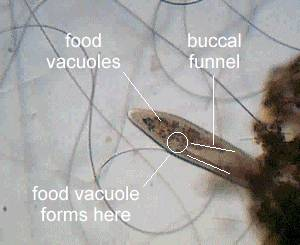 food
vacuoles
buccal
funnel
food vacuole
forms here